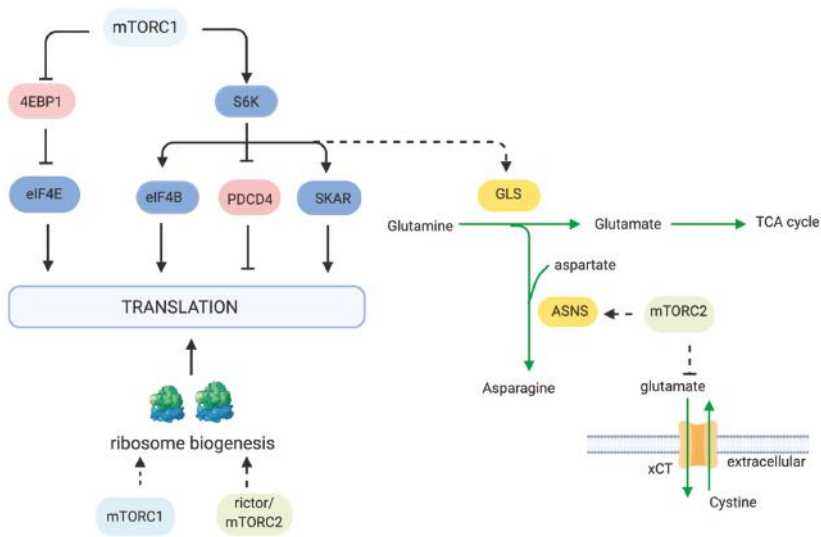 mTORC1
4EBP1
S6K
eIF4E
eIF4B
PDCD4
SKAR
GLS
Glutamine
Glutamate
TCA cycle
aspartate
TRANSLATION
ASNS
mTORC2
Asparagine
glutamate
ribosome biogenesis
xCT
extracellular
Cystine
mTORC1
rictor/
mTORC2